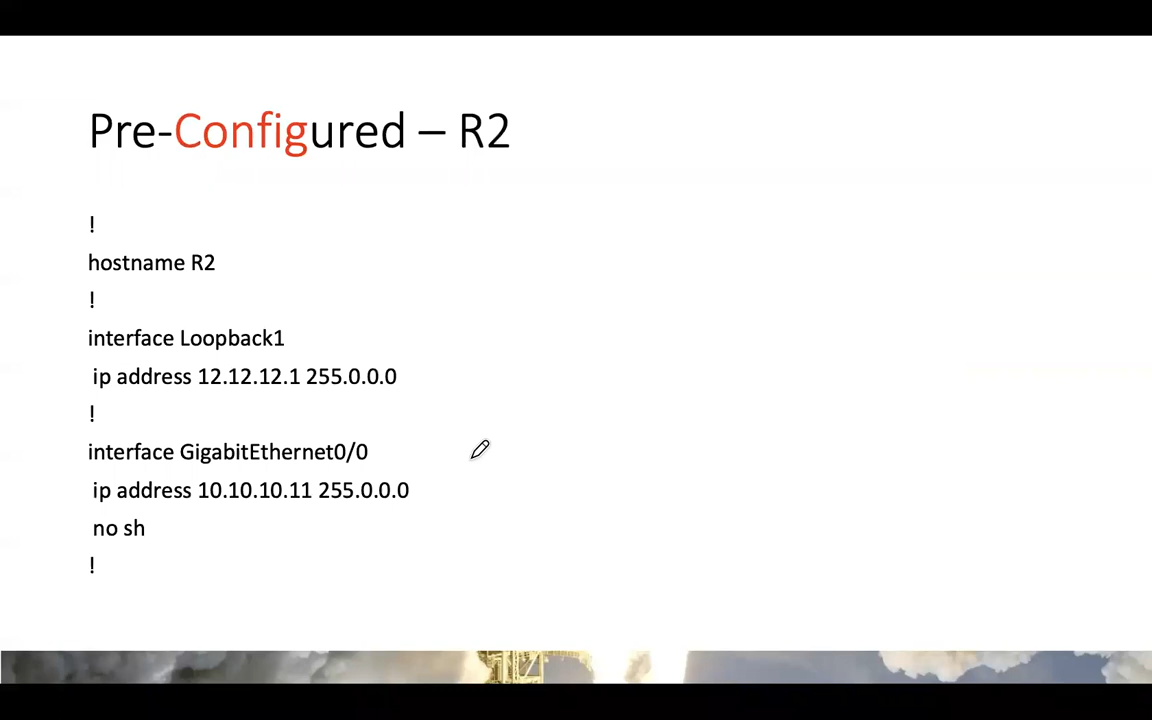 Pre-Configured – R2
!
hostname R2
!
interface Loopback1
ip address 12.12.12.1 255.0.0.0
!
interface GigabitEthernet0/0
ip address 10.10.10.11 255.0.0.0
no sh
!